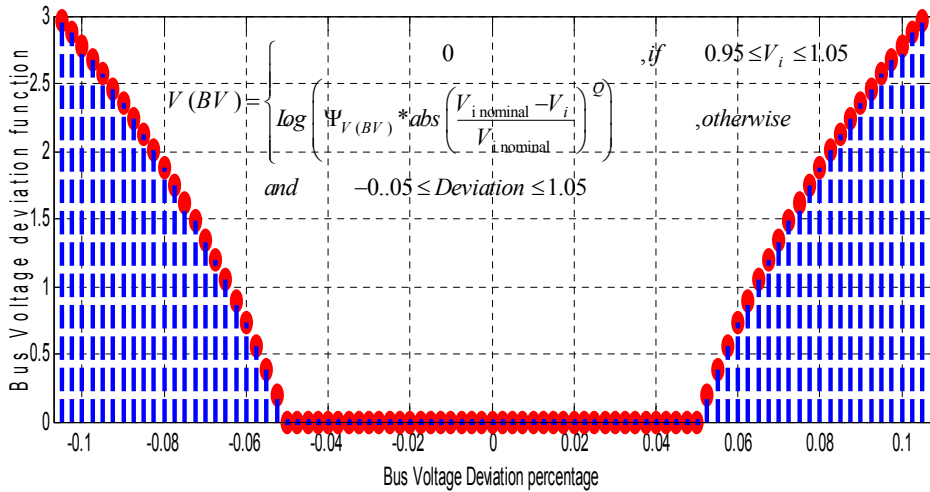 3
2.5
2
1.5
1
0.5
0
Bus Voltage deviation function
0 ,if 0.95 ≤ V_i ≤ 1.05
V(BV) = { Log ( Ψ_V(BV) * abs ( (V_i nominal − V_i) / V_i nominal )^Q ) ,otherwise
and −0.05 ≤ Deviation ≤ 1.05
-0.1 -0.08 -0.06 -0.04 -0.02 0 0.02 0.04 0.06 0.08 0.1
Bus Voltage Deviation percentage